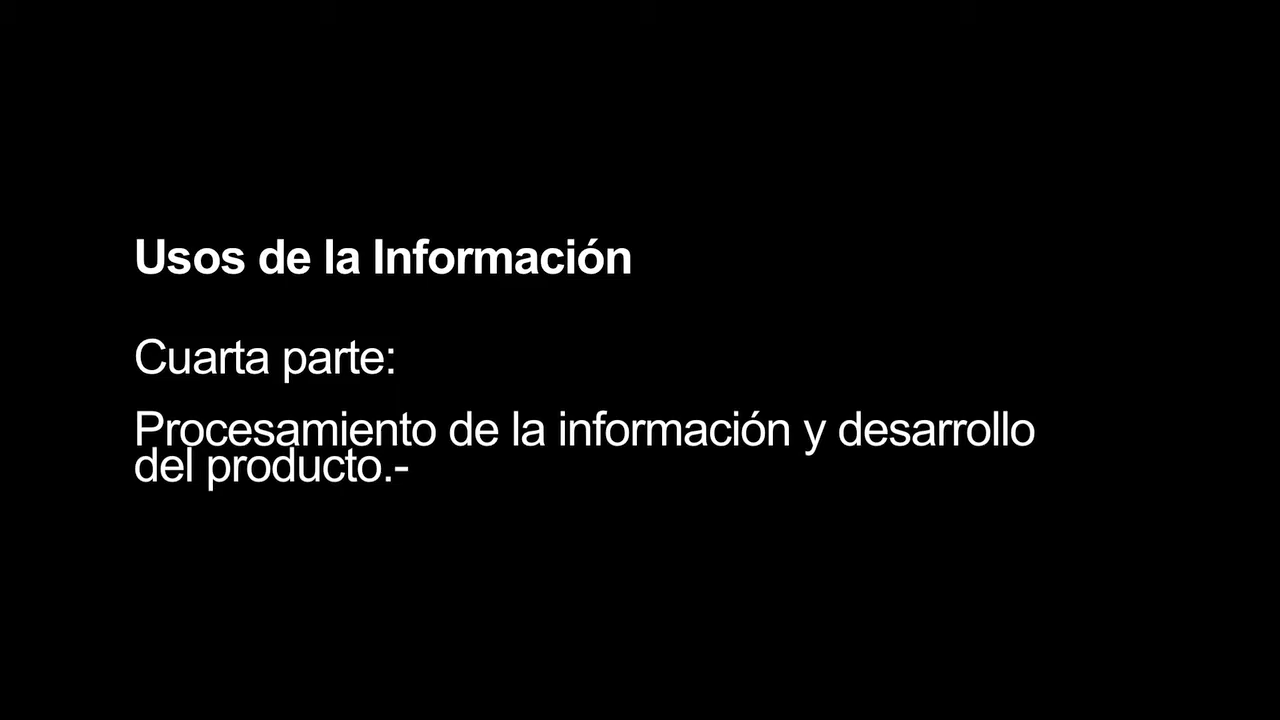 Usos de la Información
Cuarta parte:
Procesamiento de la información y desarrollo
del producto.-